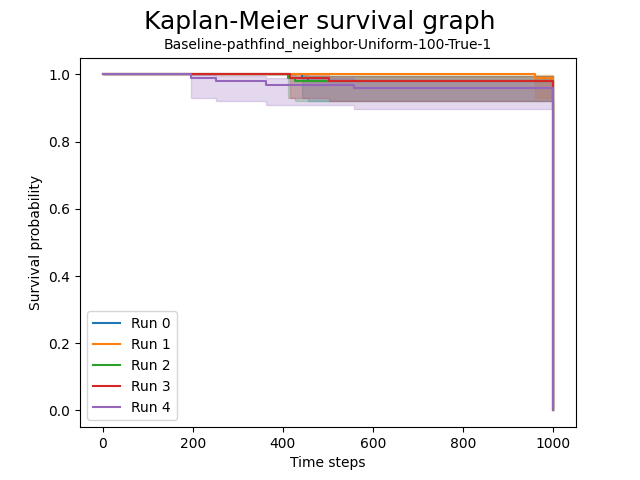 Kaplan-Meier survival graph
Baseline-pathfind_neighbor-Uniform-100-True-1
Survival probability
1.0
0.8
0.6
0.4
0.2
0.0
Run 0
Run 1
Run 2
Run 3
Run 4
0 200 400 600 800 1000
Time steps